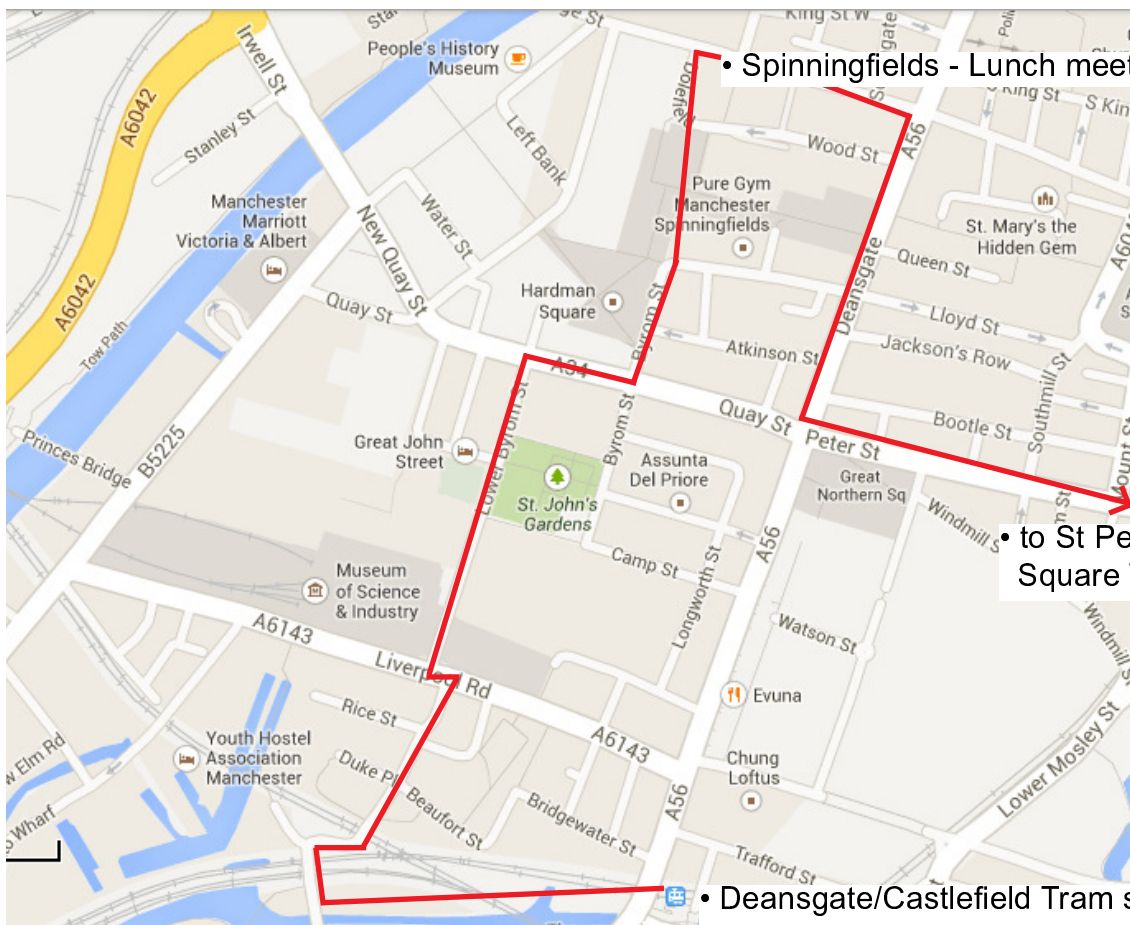 King St W
Irwell St
People's History
Museum
• Spinningfields - Lunch meet
A6042
Stanley St
Left Bank
Dolefield
S King St
S Kin
Wood St
A56
Manchester
Marriott
Victoria & Albert
Water St
New Quay St
Pure Gym
Manchester
Spinningfields
St. Mary's the
Hidden Gem
Queen St
A604
A6042
Tow Path
Quay St
Hardman
Square
Byrom St
Deansgate
Lloyd St
Atkinson St
Jackson's Row
A34
Quay St
Peter St
Bootle St
Southmill St
Mount St
Princes Bridge
B5225
Great John
Street
Lower Byrom St
Byrom St
Assunta
Del Priore
Great
Northern Sq
St. John's
Gardens
Windmill S
A56
• to St Pe
Square
Camp St
Longworth St
Museum
of Science
& Industry
A6143
Liverpool Rd
Watson St
Windmill S
Rice St
Evuna
A6143
Youth Hostel
Association
Manchester
w Elm Rd
Duke Pl
Beaufort St
Bridgewater St
Chung
Loftus
Lower Mosley St
A56
Wharf
Trafford St
• Deansgate/Castlefield Tram s